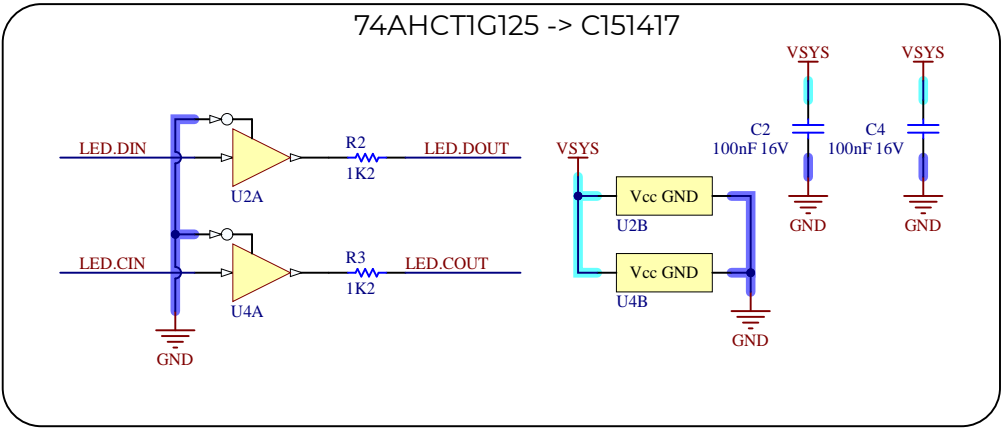 74AHCT1G125 -> C151417
VSYS
VSYS
C2
100nF 16V
C4
100nF 16V
GND
GND
LED.DIN
R2
1K2
LED.DOUT
U2A
LED.CIN
R3
1K2
LED.COUT
U4A
GND
VSYS
Vcc GND
U2B
Vcc GND
U4B
GND